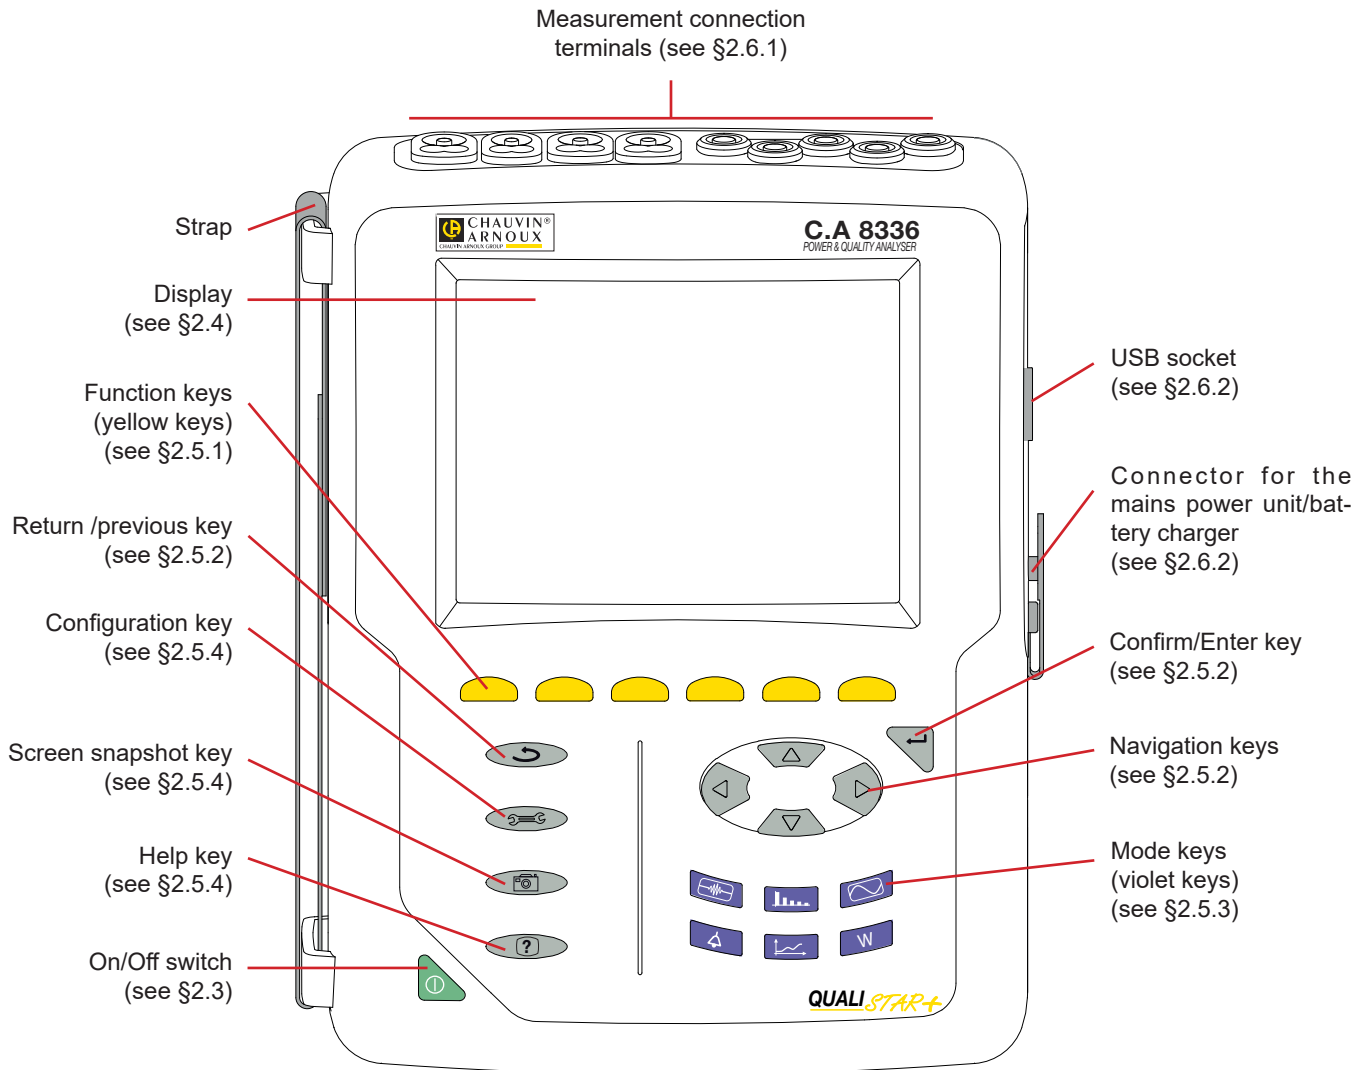 Measurement connection
terminals (see §2.6.1)
Strap
Display
(see §2.4)
Function keys
(yellow keys)
(see §2.5.1)
Return /previous key
(see §2.5.2)
Configuration key
(see §2.5.4)
Screen snapshot key
(see §2.5.4)
Help key
(see §2.5.4)
On/Off switch
(see §2.3)
CHAUVIN®
ARNOUX
CHAUVIN ARNOUX GROUP
C.A 8336
POWER & QUALITY ANALYSER
?
W
QUALI STAR+
USB socket
(see §2.6.2)
Connector for the
mains power unit/bat-
tery charger
(see §2.6.2)
Confirm/Enter key
(see §2.5.2)
Navigation keys
(see §2.5.2)
Mode keys
(violet keys)
(see §2.5.3)